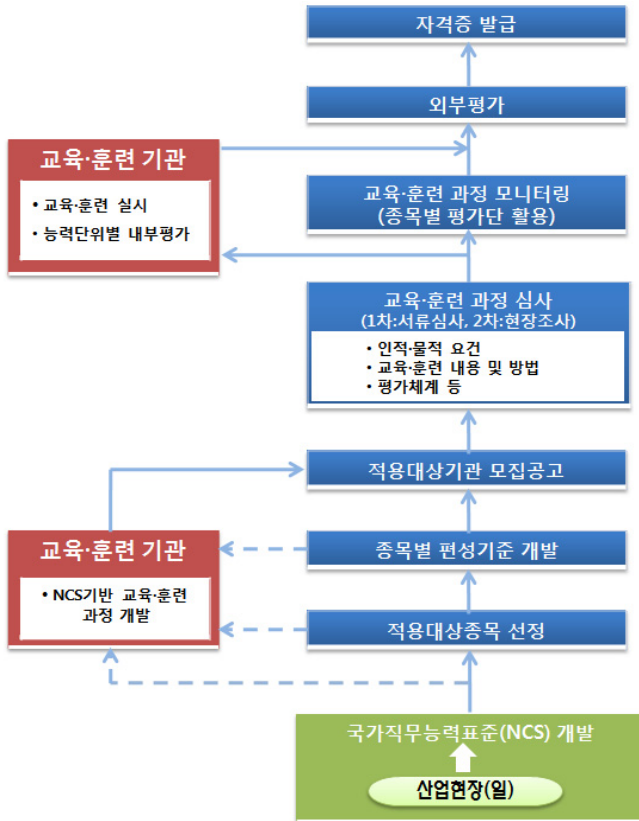 자격증 발급
외부평가
교육·훈련 기관
• 교육·훈련 실시
• 능력단위별 내부평가
교육·훈련 과정 모니터링
(종목별 평가단 활용)
교육·훈련 과정 심사
(1차:서류심사, 2차:현장조사)
• 인적·물적 요건
• 교육·훈련 내용 및 방법
• 평가체계 등
적용대상기관 모집공고
교육·훈련 기관
• NCS기반 교육·훈련
과정 개발
종목별 편성기준 개발
적용대상종목 선정
국가직무능력표준(NCS) 개발
산업현장(일)